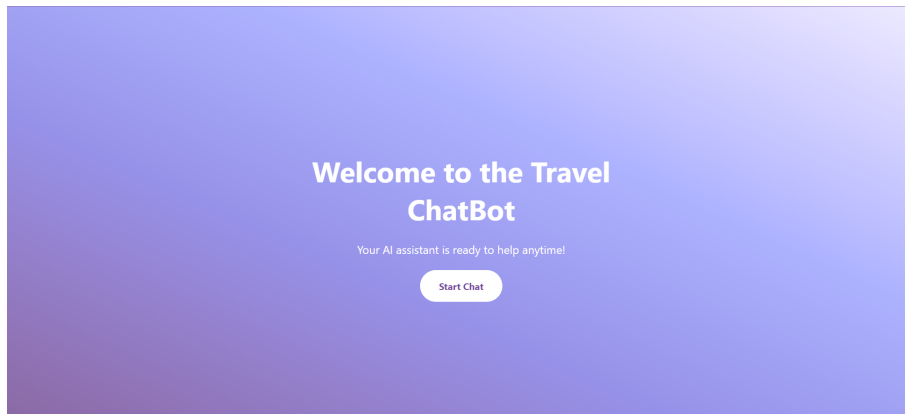 Welcome to the Travel
ChatBot
Your AI assistant is ready to help anytime!
Start Chat